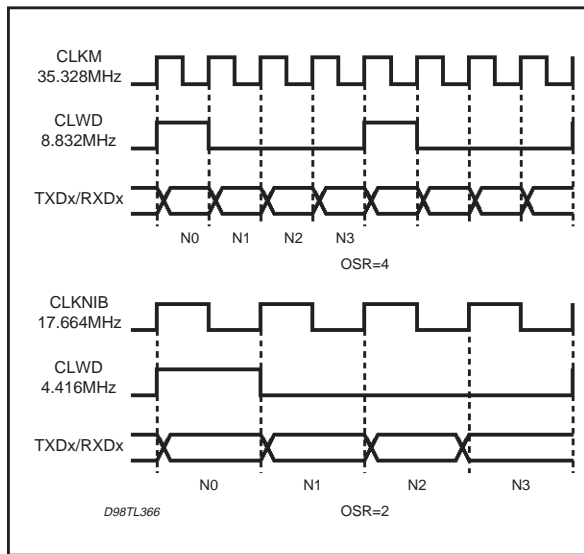 CLKM
35.328MHz
CLWD
8.832MHz
TXDx/RXDx
N0 N1 N2 N3
OSR=4
CLKNIB
17.664MHz
CLWD
4.416MHz
TXDx/RXDx
N0 N1 N2 N3
D98TL366
OSR=2